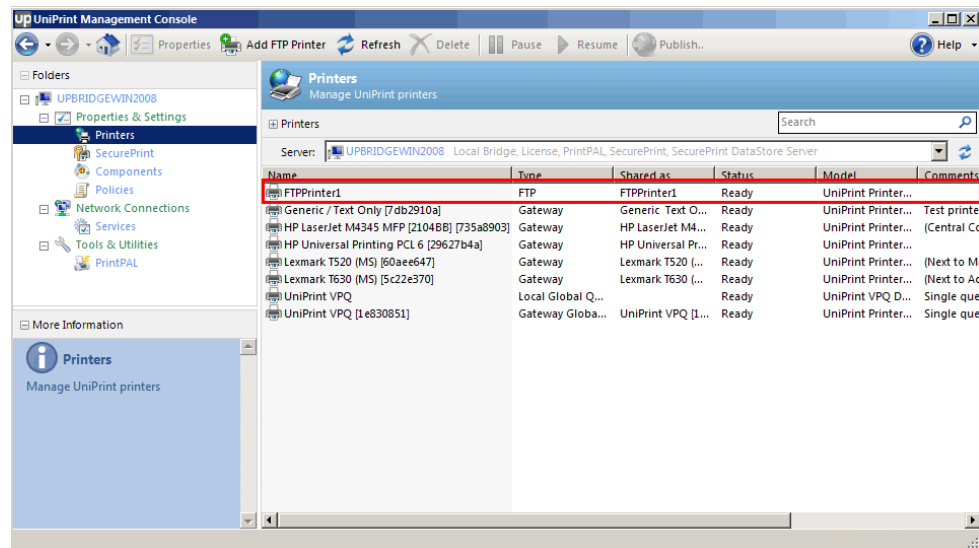 up UniPrint Management Console
Properties Add FTP Printer Refresh Delete Pause Resume Publish.. Help
Folders
UPBRIDGEWIN2008
Properties & Settings
Printers
SecurePrint
Components
Policies
Network Connections
Services
Tools & Utilities
PrintPAL
More Information
Printers
Manage UniPrint printers
Printers
Manage UniPrint printers
Printers Search
Server: UPBRIDGEWIN2008 Local Bridge, License, PrintPAL, SecurePrint, SecurePrint DataStore Server
Name Type Shared as Status Model Comments
FTPPrinter1 FTP FTPPrinter1 Ready UniPrint Printer...
Generic / Text Only [7db2910a] Gateway Generic Text O... Ready UniPrint Printer... Test printe
HP LaserJet M4345 MFP [2104BB] [735a8903] Gateway HP LaserJet M4... Ready UniPrint Printer... (Central Co
HP Universal Printing PCL 6 [29627b4a] Gateway HP Universal Pr... Ready UniPrint Printer...
Lexmark T520 (MS) [60aee647] Gateway Lexmark T520 (... Ready UniPrint Printer... (Next to M
Lexmark T630 (MS) [5c22e370] Gateway Lexmark T630 (... Ready UniPrint Printer... (Next to Ac
UniPrint VPQ Local Global Q... Ready UniPrint VPQ D... Single que
UniPrint VPQ [1e830851] Gateway Globa... UniPrint VPQ [1... Ready UniPrint Printer... Single que